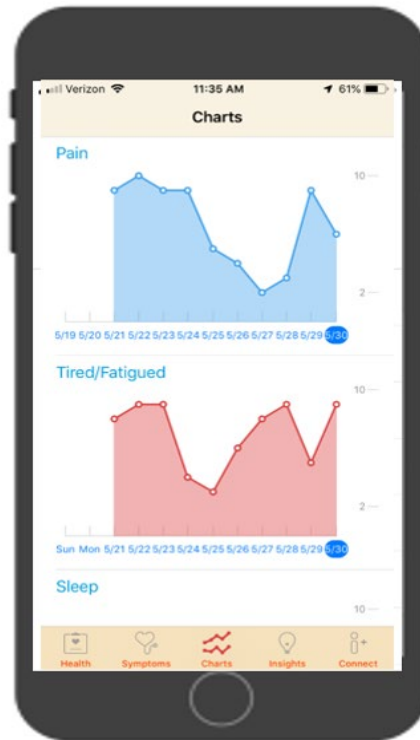 Verizon 11:35 AM 61%
Charts
Pain
10
2
5/19 5/20 5/21 5/22 5/23 5/24 5/25 5/26 5/27 5/28 5/29 5/30
Tired/Fatigued
10
2
Sun Mon 5/21 5/22 5/23 5/24 5/25 5/26 5/27 5/28 5/29 5/30
Sleep
10
Health Symptoms Charts Insights Connect